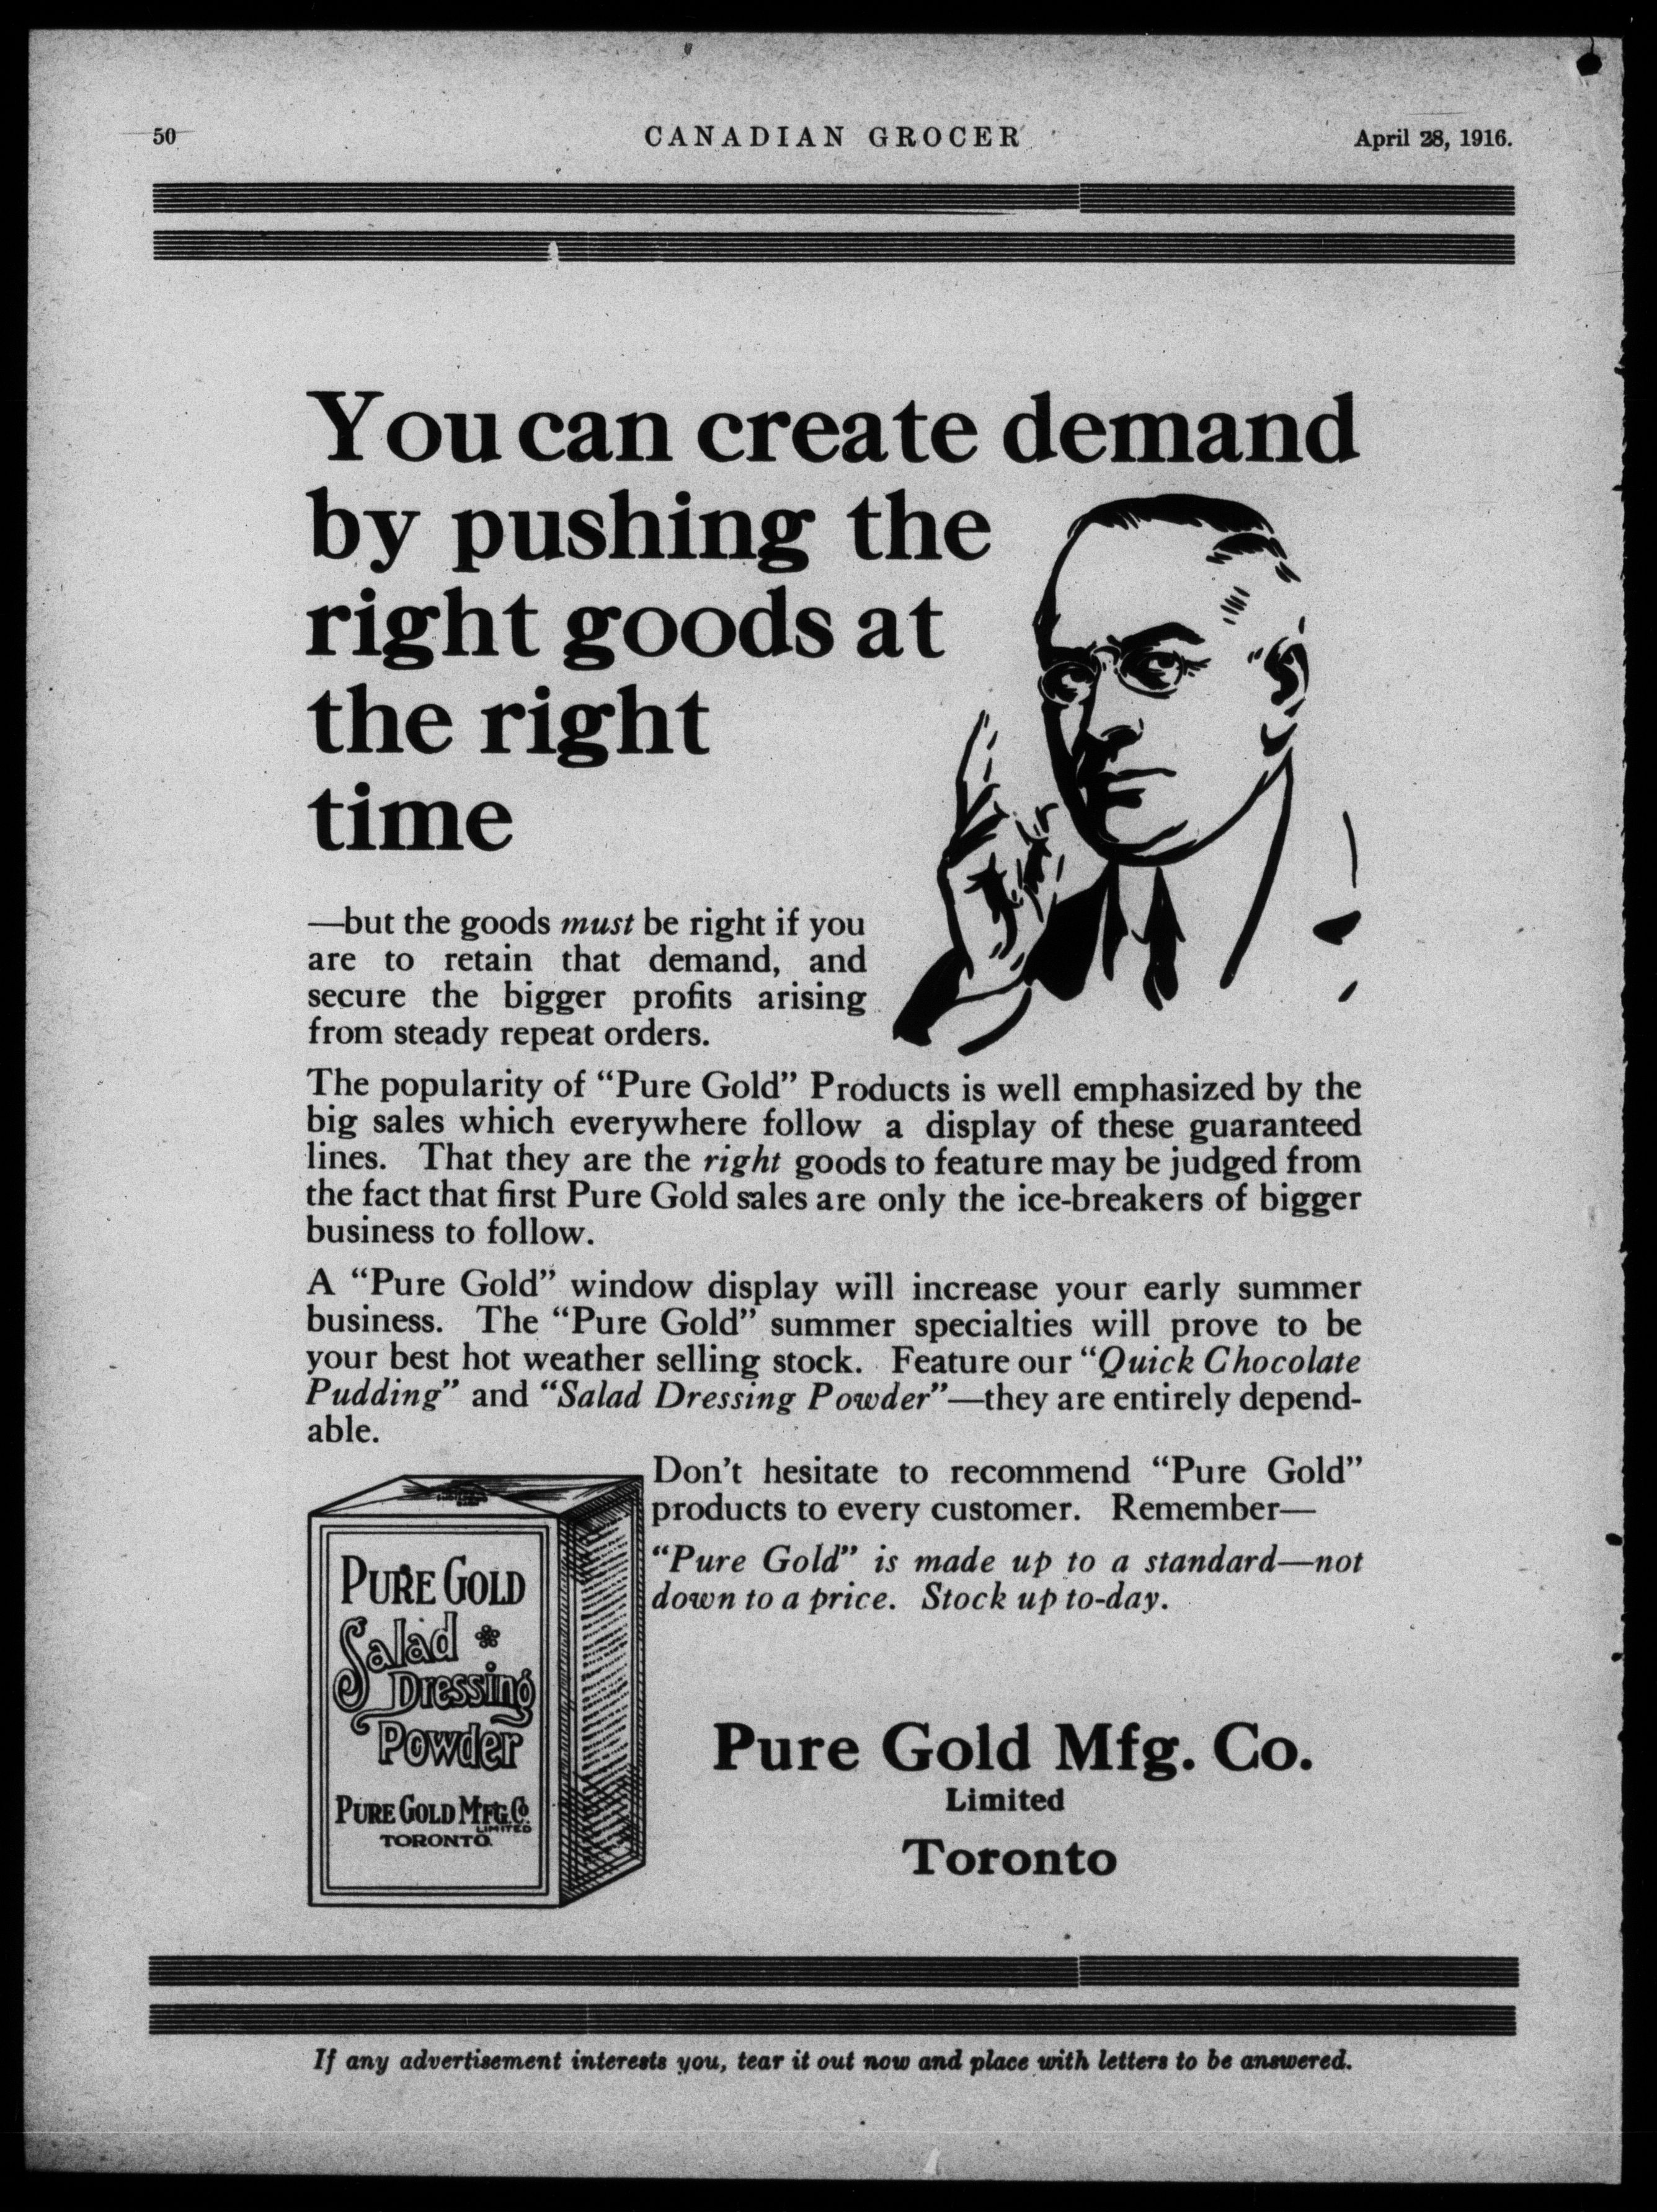 50
CANADIAN GROCER
April 28, 1916.
You can create demand
by pushing the
right goods at
the right
time
—but the goods must be right if you
are to retain that demand, and
secure the bigger profits arising
from steady repeat orders.
The popularity of “Pure Gold” Products is well emphasized by the
big sales which everywhere follow a display of these guaranteed
lines. That they are the right goods to feature may be judged from
the fact that first Pure Gold sales are only the ice-breakers of bigger
business to follow.
A “Pure Gold” window display will increase your early summer
business. The “Pure Gold” summer specialties will prove to be
your best hot weather selling stock. Feature our “Quick Chocolate
Pudding” and “Salad Dressing Powder”—they are entirely depend-
able.
Don’t hesitate to recommend “Pure Gold”
products to every customer. Remember—
“Pure Gold” is made up to a standard—not
down to a price. Stock up to-day.
PURE GOLD
Salad
Dressing
Powder
PURE GOLD MFG. Co.
LIMITED
TORONTO.
Pure Gold Mfg. Co.
Limited
Toronto
If any advertisement interests you, tear it out now and place with letters to be answered.